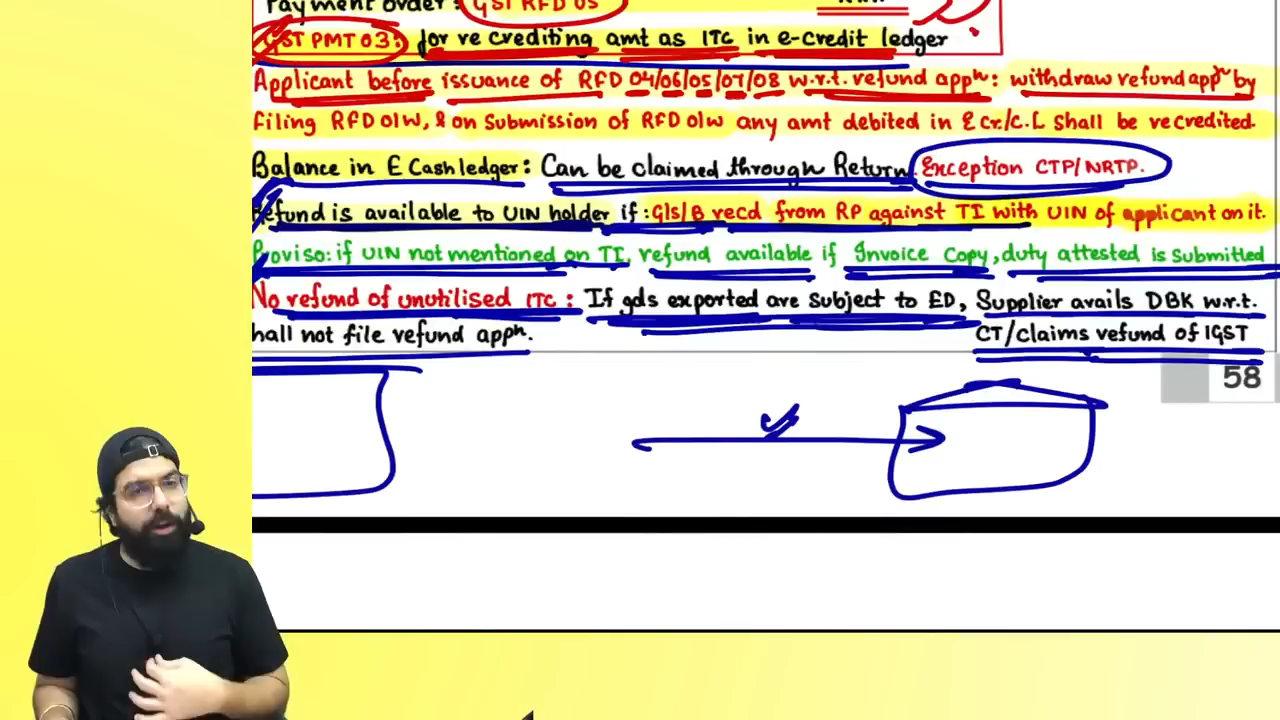 Payment order: GST RFD 05
GST PMT 03: for re crediting amt as ITC in e-credit ledger
Applicant before issuance of RFD 04/06/05/07/08 w.r.t. refund appn: withdraw refund appn by
filing RFD 01W, & on submission of RFD 01W any amt debited in E Cr/C.L shall be recredited.
Balance in E Cash ledger: Can be claimed through Return. Exception CTP/NRTP.
Refund is available to UIN holder if: G/s/B recd from RP against TI with UIN of applicant on it.
Proviso: if UIN not mentioned on TI, refund available if Invoice Copy, duty attested is submitted
No refund of unutilised ITC: If gds exported are subject to ED, Supplier avails DBK w.r.t.
hall not file refund appn. CT/claims refund of IGST
58